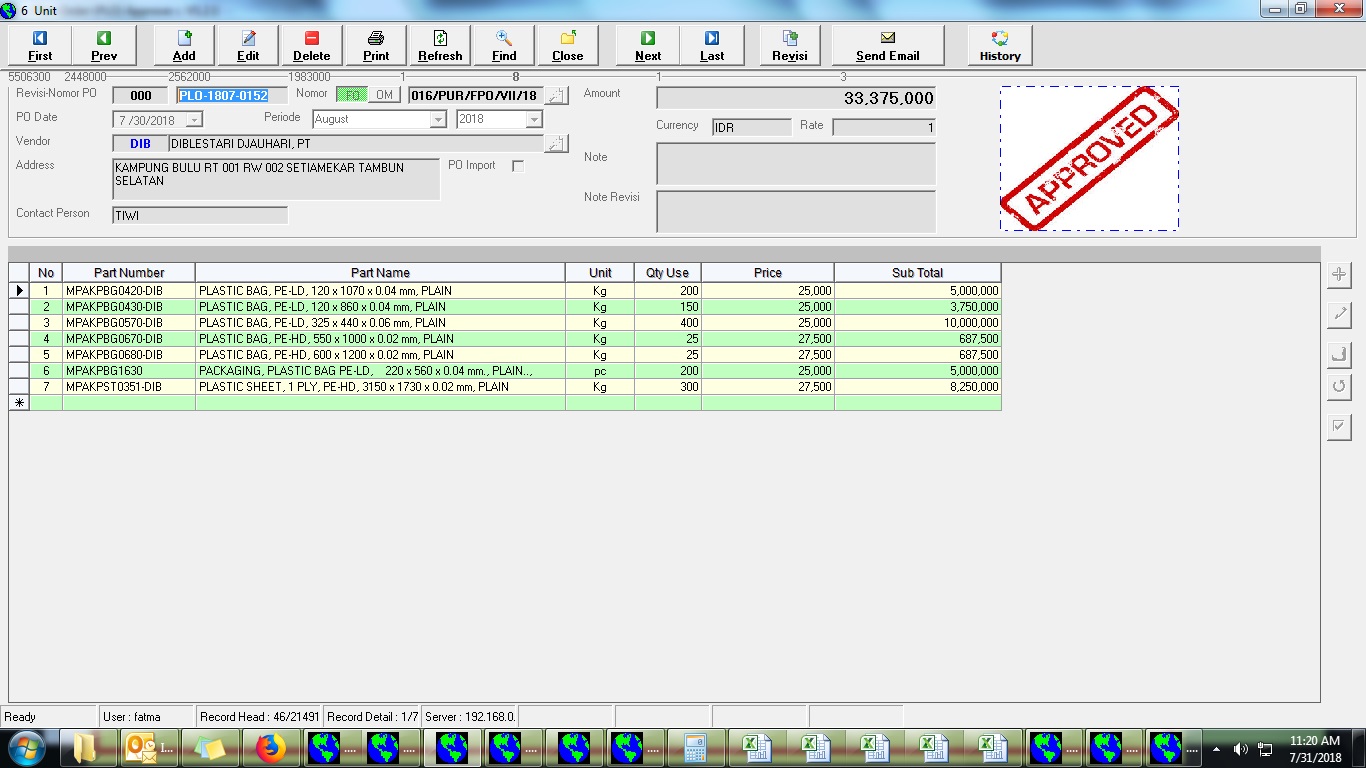 6 Unit
First Prev Add Edit Delete Print Refresh Find Close Next Last Revisi Send Email History
5506300 2448000 2562000 1983000 1 8 1 3
Revisi-Nomor PO 000 PLO-1807-0152 Nomor PO OM 016/PUR/FPO/VII/18 Amount 33,375,000
PO Date 7 /30/2018 Periode August 2018 Currency IDR Rate 1
Vendor DIB DIBLESTARI DJAUHARI, PT
Address KAMPUNG BULU RT 001 RW 002 SETIAMEKAR TAMBUN PO Import Note
SELATAN
Contact Person TIWI Note Revisi
APPROVED
No Part Number Part Name Unit Qty Use Price Sub Total
1 MPAKPBG0420-DIB PLASTIC BAG, PE-LD, 120 x 1070 x 0.04 mm, PLAIN Kg 200 25,000 5,000,000
2 MPAKPBG0430-DIB PLASTIC BAG, PE-LD, 120 x 860 x 0.04 mm, PLAIN Kg 150 25,000 3,750,000
3 MPAKPBG0570-DIB PLASTIC BAG, PE-LD, 325 x 440 x 0.06 mm, PLAIN Kg 400 25,000 10,000,000
4 MPAKPBG0670-DIB PLASTIC BAG, PE-HD, 550 x 1000 x 0.02 mm, PLAIN Kg 25 27,500 687,500
5 MPAKPBG0680-DIB PLASTIC BAG, PE-HD, 600 x 1200 x 0.02 mm, PLAIN Kg 25 27,500 687,500
6 MPAKPBG1630 PACKAGING, PLASTIC BAG PE-LD, 220 x 560 x 0.04 mm., PLAIN.., pc 200 25,000 5,000,000
7 MPAKPST0351-DIB PLASTIC SHEET, 1 PLY, PE-HD, 3150 x 1730 x 0.02 mm, PLAIN Kg 300 27,500 8,250,000
Ready User : fatma Record Head : 46/21491 Record Detail : 1/7 Server : 192.168.0.
I... .... .... .... .... .... .... ....
11:20 AM
7/31/2018